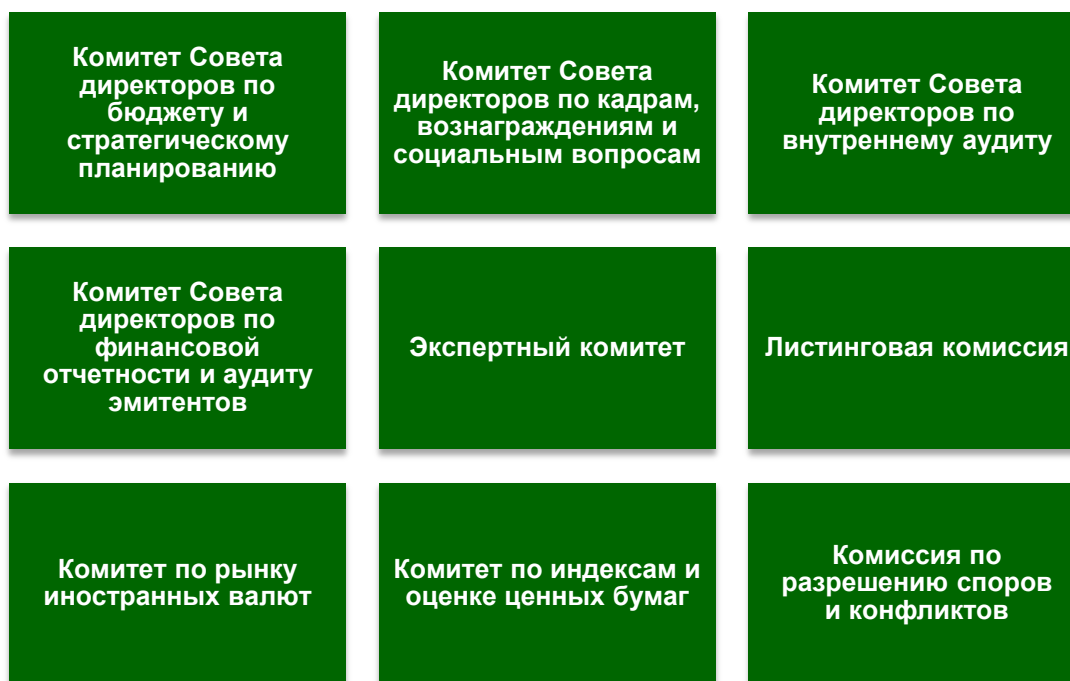 Комитет Совета
директоров по
бюджету и
стратегическому
планированию
Комитет Совета
директоров по кадрам,
вознаграждениям и
социальным вопросам
Комитет Совета
директоров по
внутреннему аудиту
Комитет Совета
директоров по
финансовой
отчетности и аудиту
эмитентов
Экспертный комитет
Листинговая комиссия
Комитет по рынку
иностранных валют
Комитет по индексам и
оценке ценных бумаг
Комиссия по
разрешению споров
и конфликтов